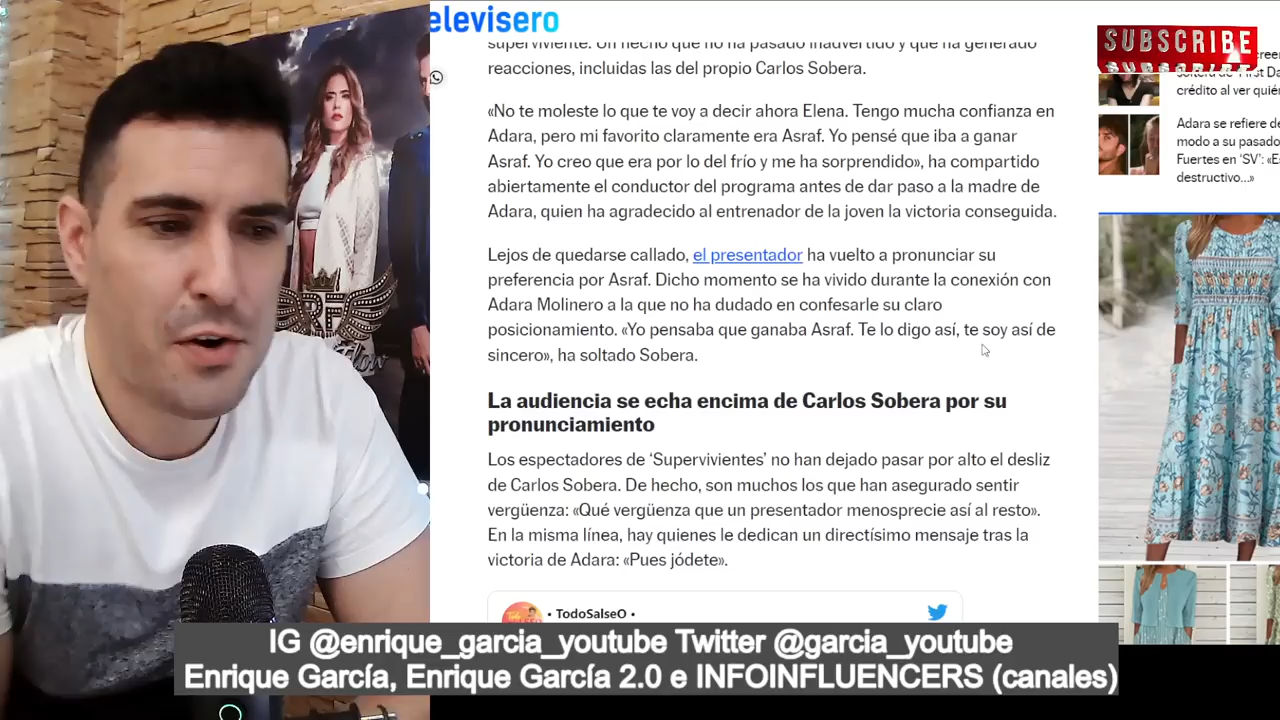 elevisero
SUBSCRIBE
superviviente. Un hecho que no ha pasado inadvertido y que ha generado
reacciones, incluidas las del propio Carlos Sobera.
«No te moleste lo que te voy a decir ahora Elena. Tengo mucha confianza en
Adara, pero mi favorito claramente era Asraf. Yo pensé que iba a ganar
Asraf. Yo creo que era por lo del frío y me ha sorprendido», ha compartido
abiertamente el conductor del programa antes de dar paso a la madre de
Adara, quien ha agradecido al entrenador de la joven la victoria conseguida.
Lejos de quedarse callado, el presentador ha vuelto a pronunciar su
preferencia por Asraf. Dicho momento se ha vivido durante la conexión con
Adara Molinero a la que no ha dudado en confesarle su claro
posicionamiento. «Yo pensaba que ganaba Asraf. Te lo digo así, te soy así de
sincero», ha soltado Sobera.
La audiencia se echa encima de Carlos Sobera por su
pronunciamiento
Los espectadores de ‘Supervivientes’ no han dejado pasar por alto el desliz
de Carlos Sobera. De hecho, son muchos los que han asegurado sentir
vergüenza: «Qué vergüenza que un presentador menosprecie así al resto».
En la misma línea, hay quienes le dedican un directísimo mensaje tras la
victoria de Adara: «Pues jódete».
• TodoSalseO •
crédito al ver quién
Adara se refiere de
modo a su pasado
Fuertes en ‘SV’: «Es
destructivo...»
RF
IG @enrique_garcia_youtube Twitter @garcia_youtube
Enrique García, Enrique García 2.0 e INFOINFLUENCERS (canales)